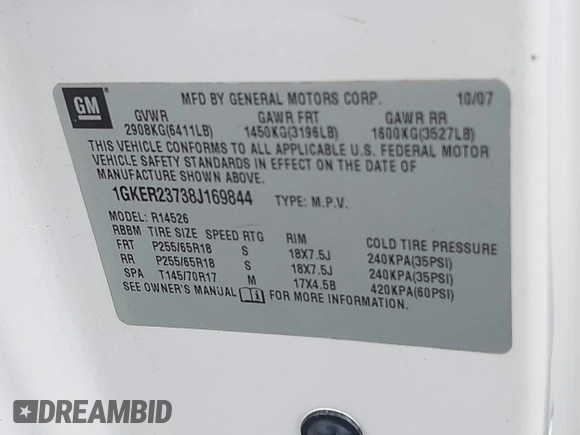 GM
MFD BY GENERAL MOTORS CORP. 10/07
GVWR GAWR FRT GAWR RR
2908KG(6411LB) 1450KG(3196LB) 1600KG(3527LB)
THIS VEHICLE CONFORMS TO ALL APPLICABLE U.S. FEDERAL MOTOR
VEHICLE SAFETY STANDARDS IN EFFECT ON THE DATE OF
MANUFACTURE SHOWN ABOVE.
1GKER23738J169844 TYPE: M.P.V.
MODEL: R14526
RBBM TIRE SIZE SPEED RTG RIM COLD TIRE PRESSURE
FRT P255/65R18 S 18X7.5J 240KPA(35PSI)
RR P255/65R18 S 18X7.5J 240KPA(35PSI)
SPA T145/70R17 M 17X4.5B 420KPA(60PSI)
SEE OWNER'S MANUAL FOR MORE INFORMATION.
DREAMBID